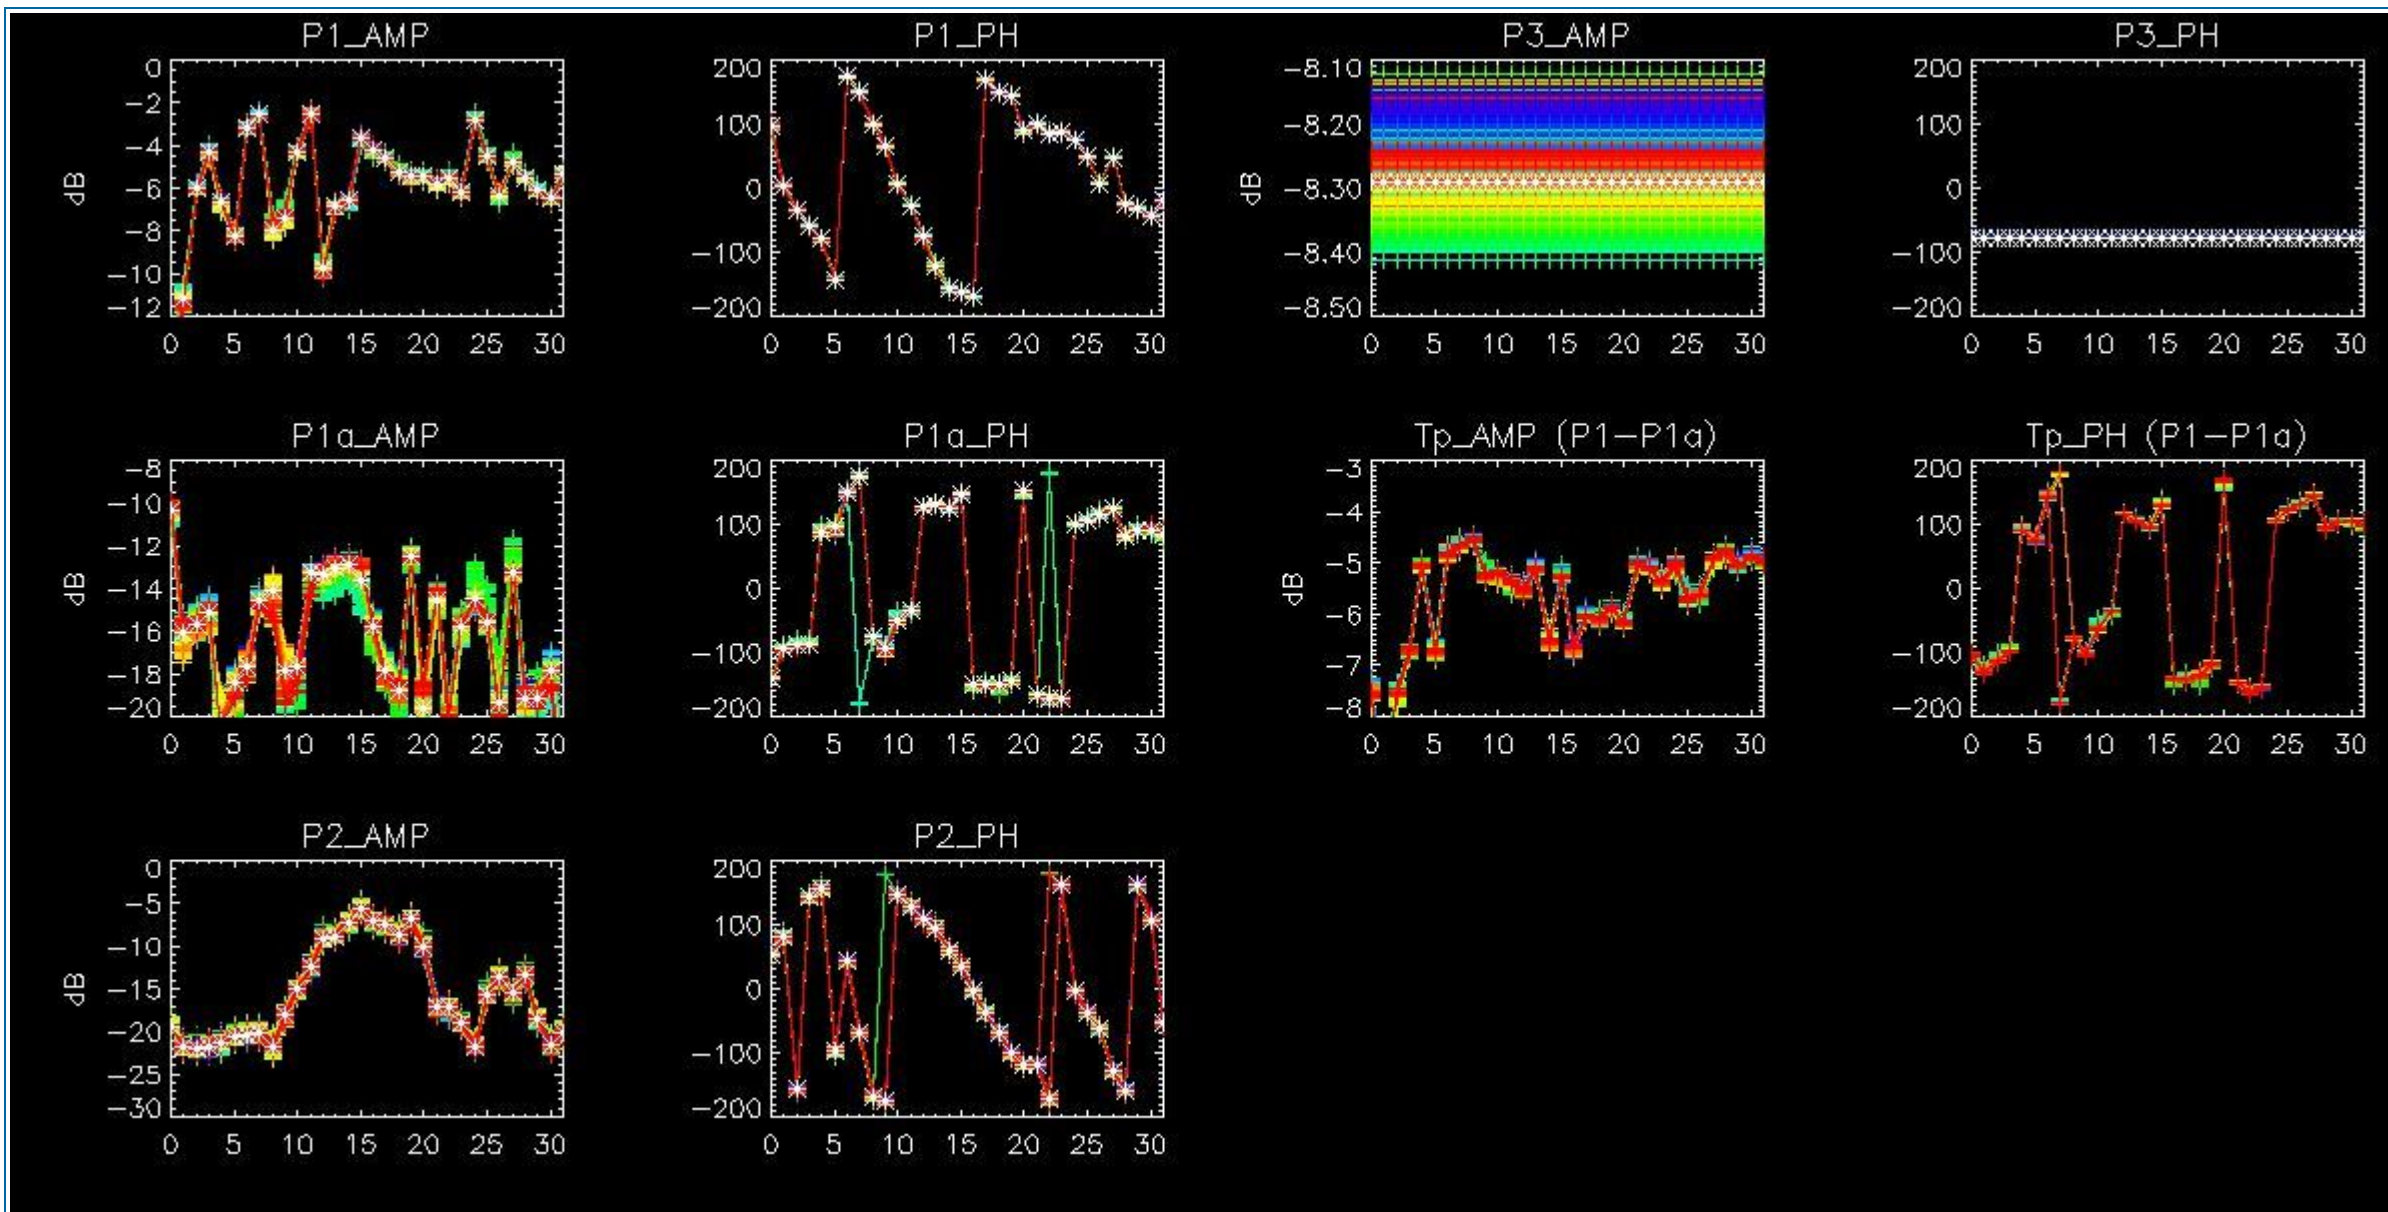 P1_AMP P1_PH P3_AMP P3_PH
0 200 −8.10 200
−2
−4 100 −8.20 100
dB −6 0 dB −8.30 0
−8
−10 −100 −8.40 −100
−12 −200 −8.50 −200
0 5 10 15 20 25 30 0 5 10 15 20 25 30 0 5 10 15 20 25 30 0 5 10 15 20 25 30
P1a_AMP P1a_PH Tp_AMP (P1−P1a) Tp_PH (P1−P1a)
−8 200 −3 200
−10 100 −4 100
−12 −5
dB −14 0 dB 0
−16 −6
−18 −100 −7 −100
−20 −200 −8 −200
0 5 10 15 20 25 30 0 5 10 15 20 25 30 0 5 10 15 20 25 30 0 5 10 15 20 25 30
P2_AMP P2_PH
0 200
−5 100
−10
dB −15 0
−20
−25 −100
−30 −200
0 5 10 15 20 25 30 0 5 10 15 20 25 30